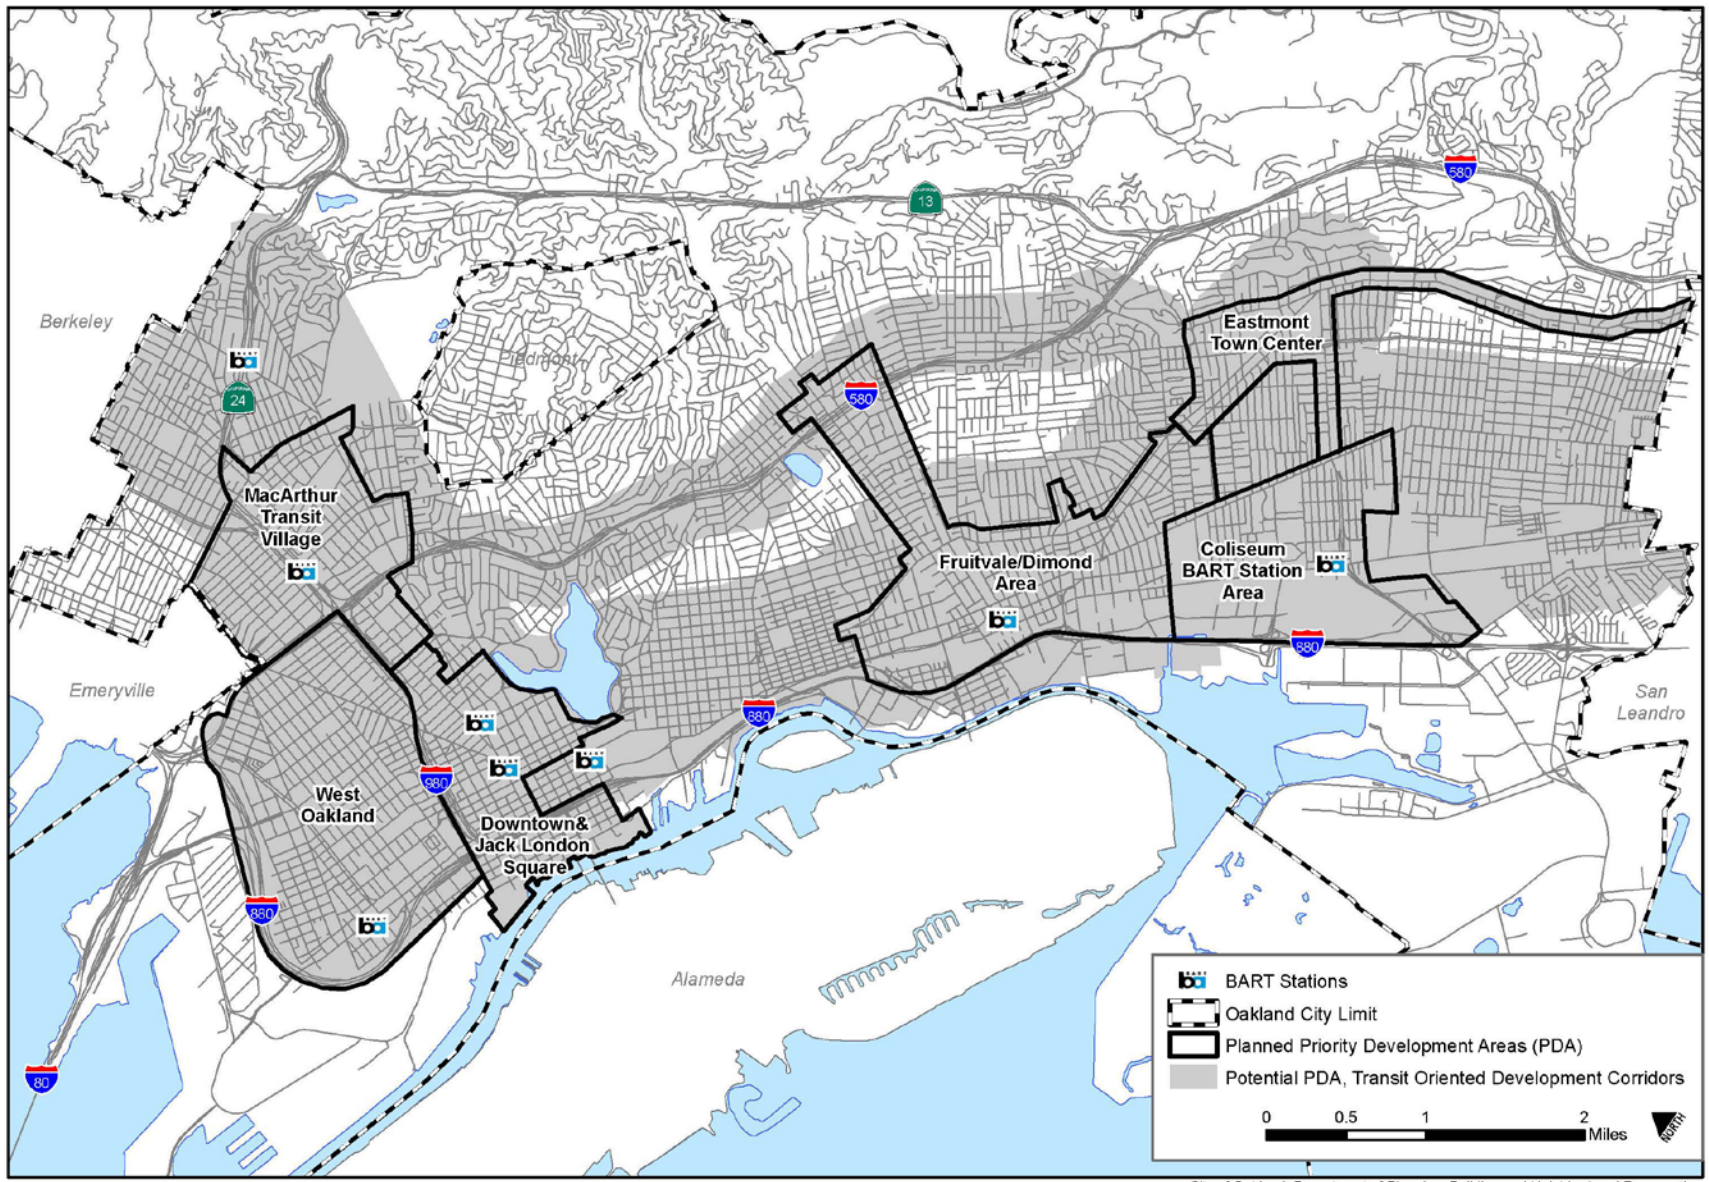 580
13
Berkeley
Eastmont
Town Center
Piedmont
24
580
MacArthur
Transit
Village
Fruitvale/Dimond
Area
Coliseum
BART Station
Area
880
Emeryville
San
Leandro
880
980
West
Oakland
Downtown&
Jack London
Square
880
Alameda
80
BART
ba
BART Stations
Oakland City Limit
Planned Priority Development Areas (PDA)
Potential PDA, Transit Oriented Development Corridors
0 0.5 1 2
Miles
NORTH